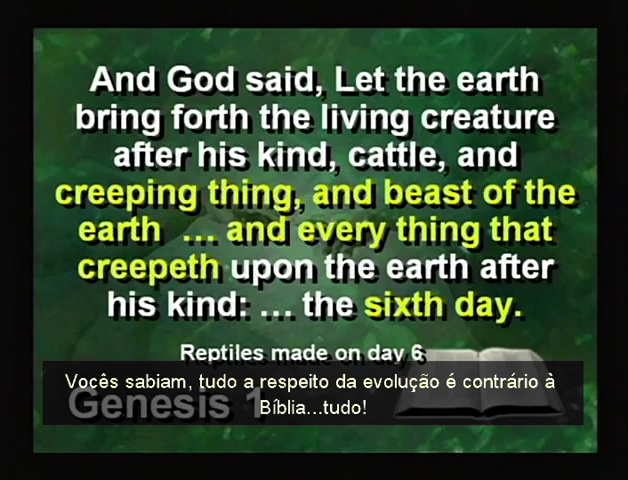 And God said, Let the earth
bring forth the living creature
after his kind, cattle, and
creeping thing, and beast of the
earth ... and every thing that
creepeth upon the earth after
his kind: ... the sixth day.
Reptiles made on day 6
Vocês sabiam, tudo a respeito da evolução é contrário à
Bíblia...tudo!
Genesis 1